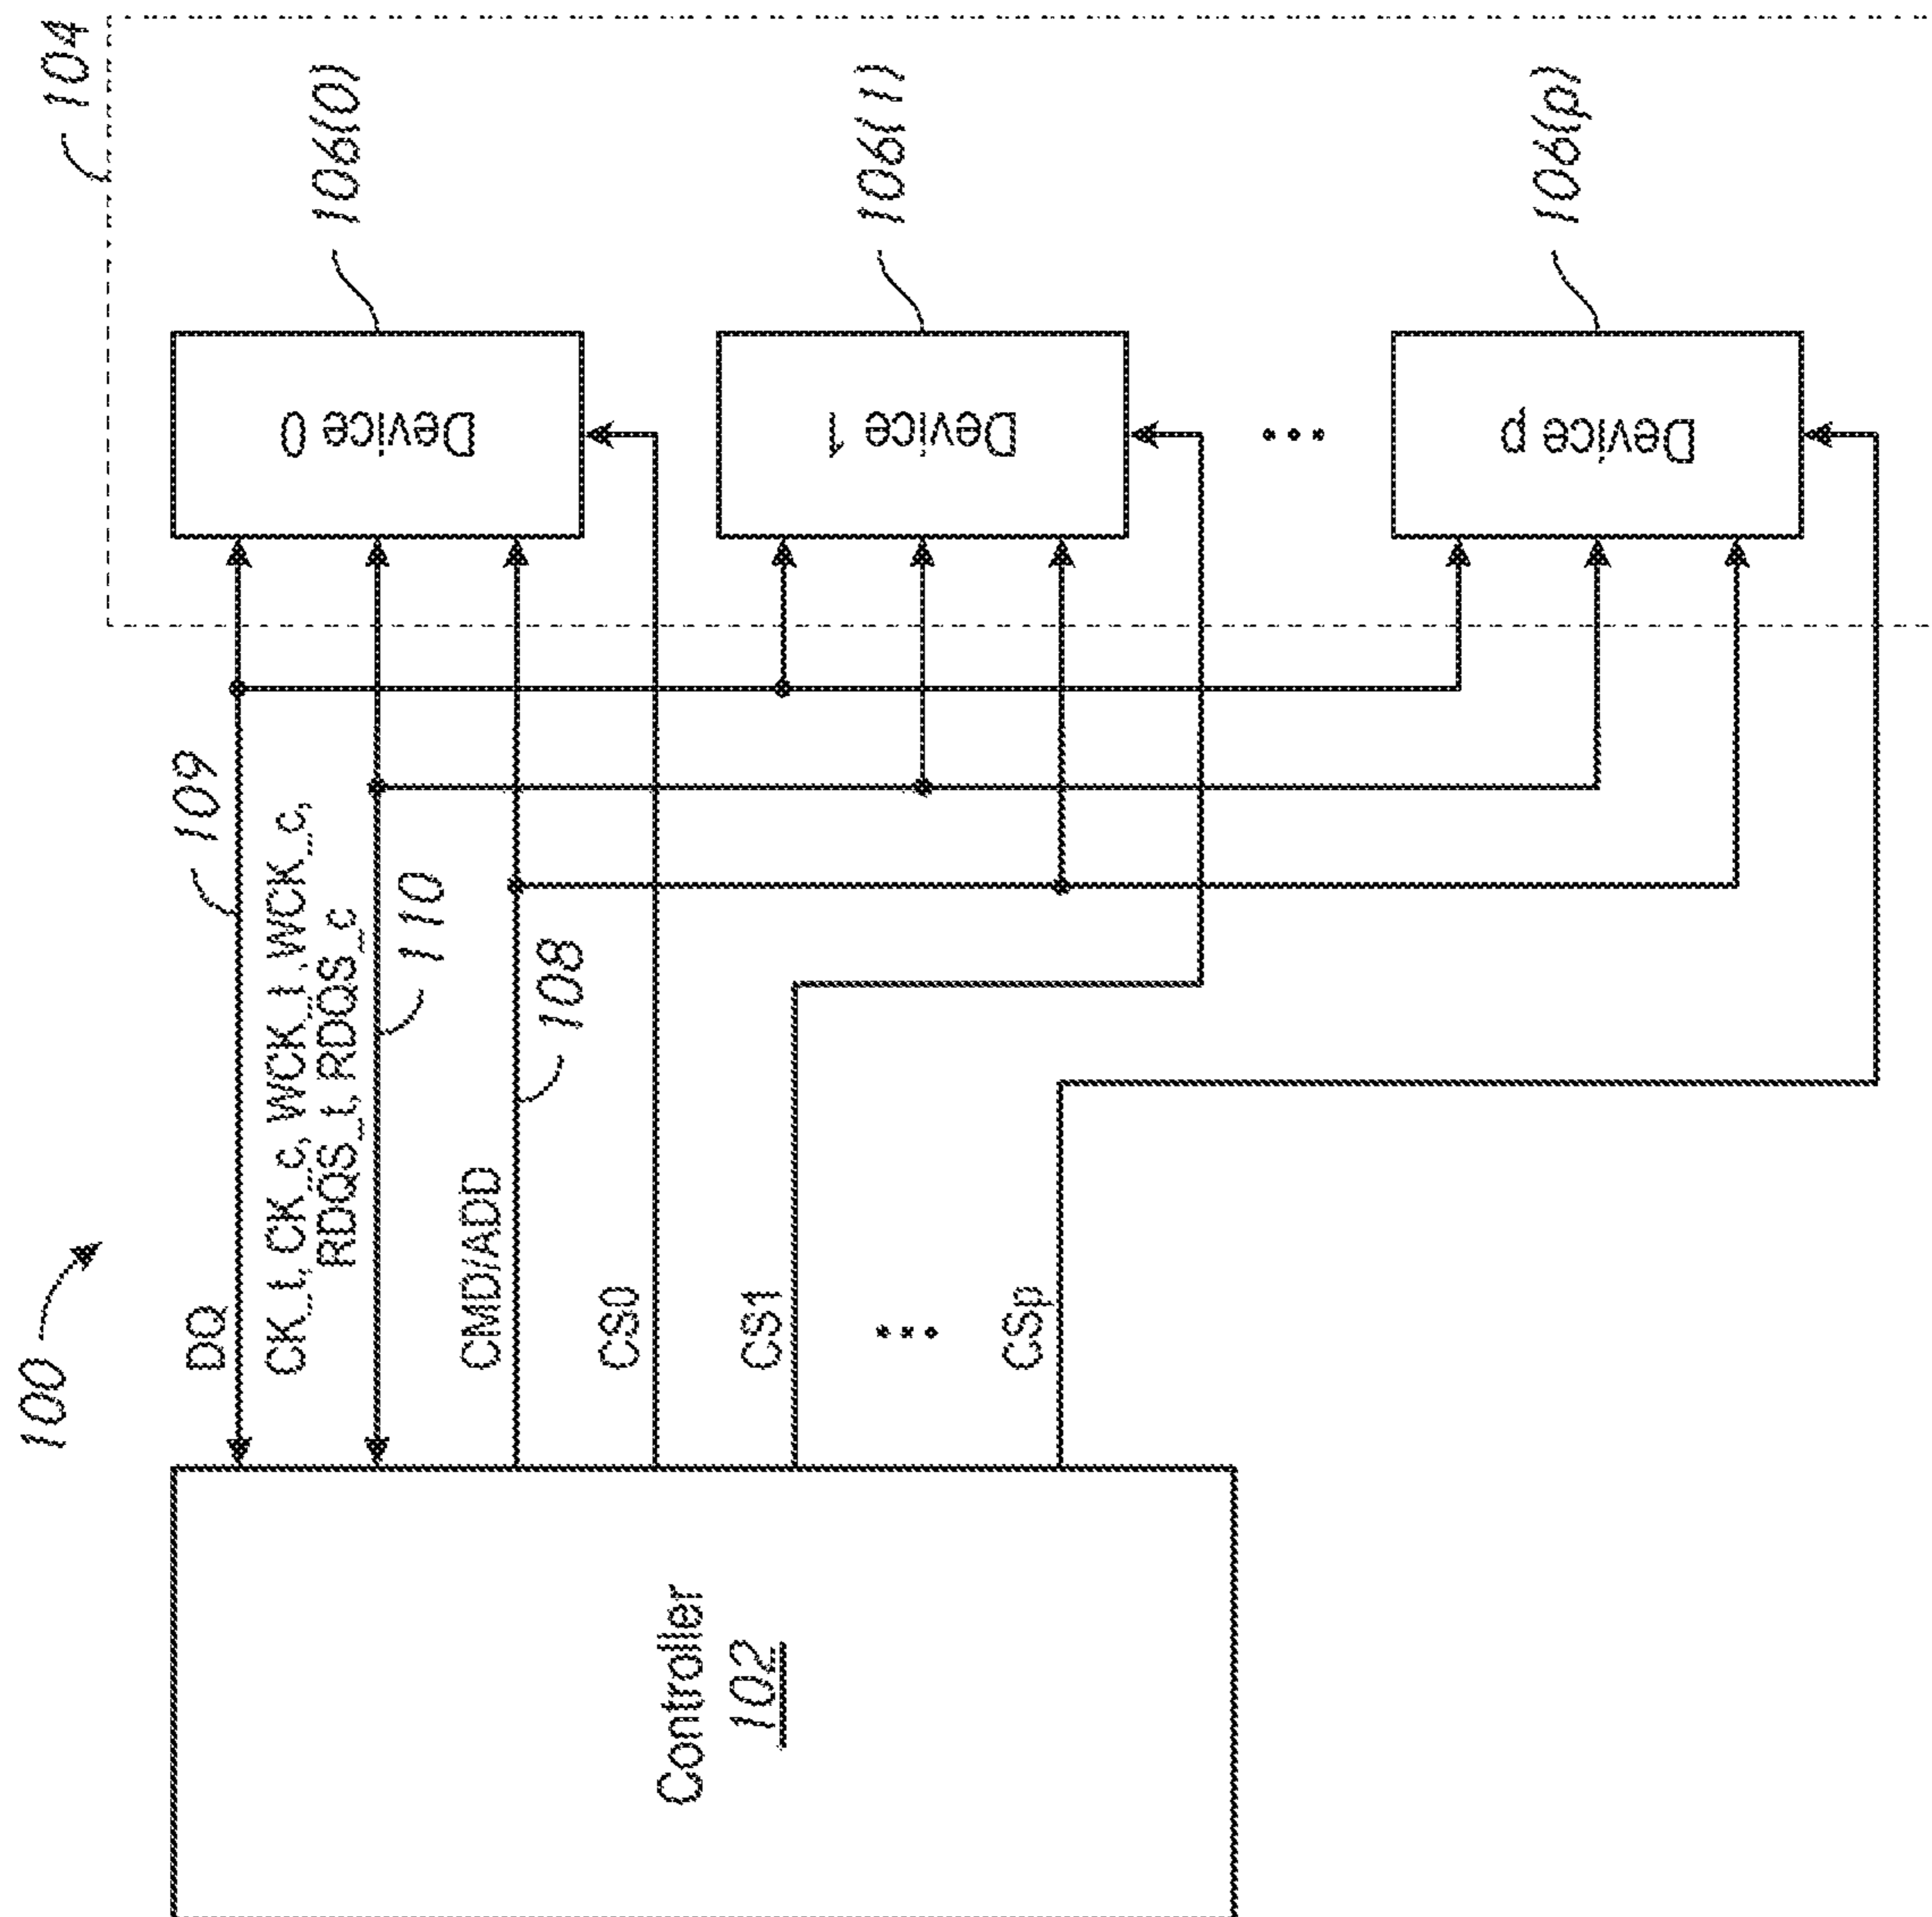 100
104
Controller
102
DQ
109
CK_t, CK_c, WCK_t, WCK_c,
RDQS_t, RDQS_c
110
CMD/ADD
108
CS0
CS1
CSp
Device 0
106(0)
Device 1
106(1)
Device p
106(p)